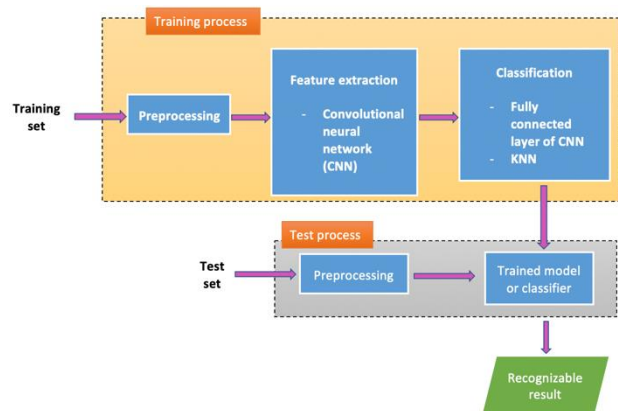 Training process
Training
set
Preprocessing
Feature extraction
- Convolutional
neural
network
(CNN)
Classification
- Fully
connected
layer of CNN
- KNN
Test process
Test
set
Preprocessing
Trained model
or classifier
Recognizable
result